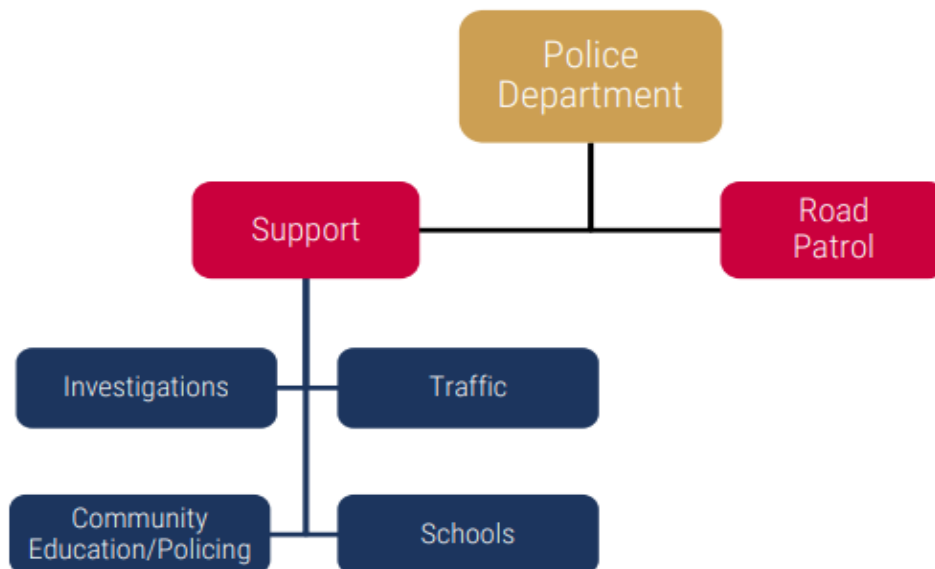 Police
Department
Support
Road
Patrol
Investigations
Traffic
Community
Education/Policing
Schools